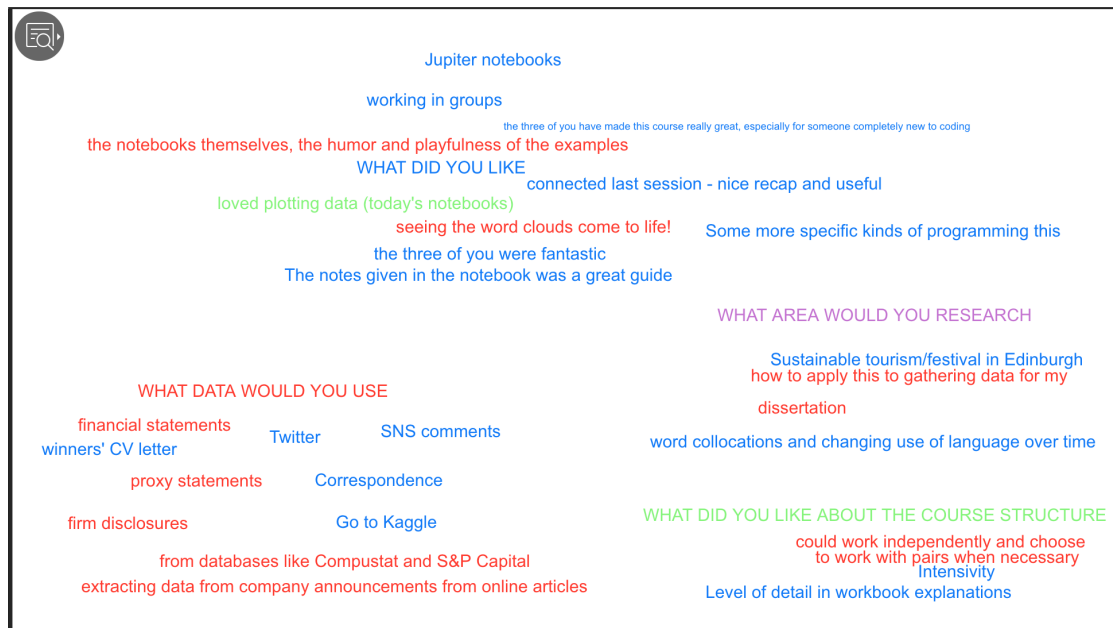 Jupiter notebooks
working in groups
the three of you have made this course really great, especially for someone completely new to coding
the notebooks themselves, the humor and playfulness of the examples
WHAT DID YOU LIKE
connected last session - nice recap and useful
loved plotting data (today's notebooks)
seeing the word clouds come to life!
Some more specific kinds of programming this
the three of you were fantastic
The notes given in the notebook was a great guide
WHAT AREA WOULD YOU RESEARCH
Sustainable tourism/festival in Edinburgh
how to apply this to gathering data for my
dissertation
word collocations and changing use of language over time
WHAT DATA WOULD YOU USE
financial statements
Twitter
SNS comments
winners' CV letter
proxy statements
Correspondence
firm disclosures
Go to Kaggle
from databases like Compustat and S&P Capital
extracting data from company announcements from online articles
WHAT DID YOU LIKE ABOUT THE COURSE STRUCTURE
could work independently and choose
to work with pairs when necessary
Intensivity
Level of detail in workbook explanations